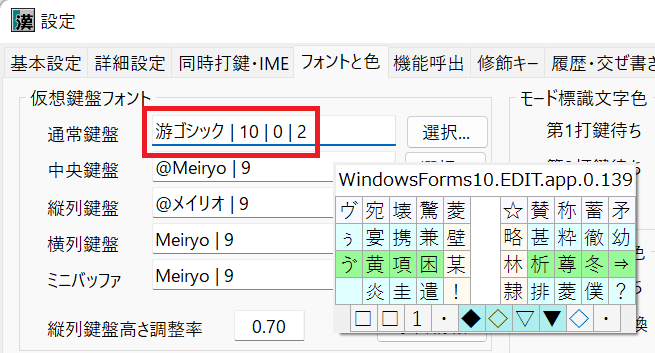 漢 設定
基本設定 詳細設定 同時打鍵・IME フォントと色 機能呼出 修飾キー 履歴・交ぜ書き
仮想鍵盤フォント モード標識文字色
通常鍵盤 游ゴシック | 10 | 0 | 2 選択... 第1打鍵待ち
中央鍵盤 @Meiryo | 9
縦列鍵盤 @メイリオ | 9
横列鍵盤 Meiryo | 9
ミニバッファ Meiryo | 9
縦列鍵盤高さ調整率 0.70
WindowsForms10.EDIT.app.0.139
ヴ 宛 壊 驚 菱 ☆ 賛 称 蓄 矛
ぅ 宴 携 兼 壁 略 甚 粋 徹 幼
ゔ 黄 項 困 某 林 析 尊 冬 ⇒
炎 圭 遣 ! 隷 排 菱 僕 ?
□ □ 1 ・ ◆ ◇ ▽ ▼ ◇ ・
換